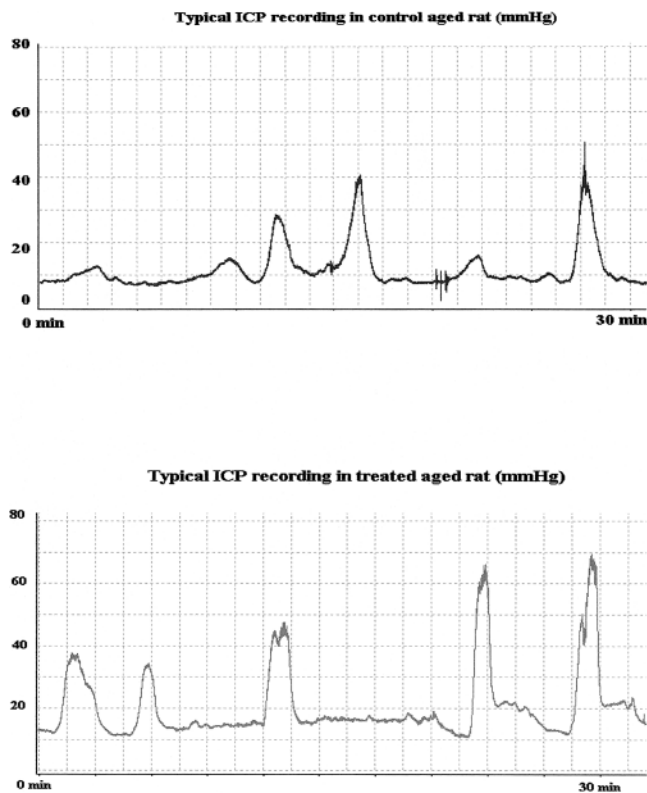 Typical ICP recording in control aged rat (mmHg)
80
60
40
20
0
0 min 30 min
Typical ICP recording in treated aged rat (mmHg)
80
60
40
20
0 min 30 min